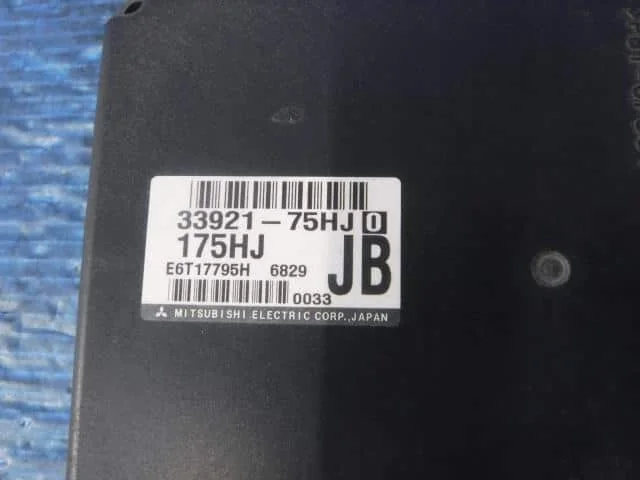 33921-75HJ 0
175HJ
JB
E6T17795H 6829
0033
MITSUBISHI ELECTRIC CORP., JAPAN